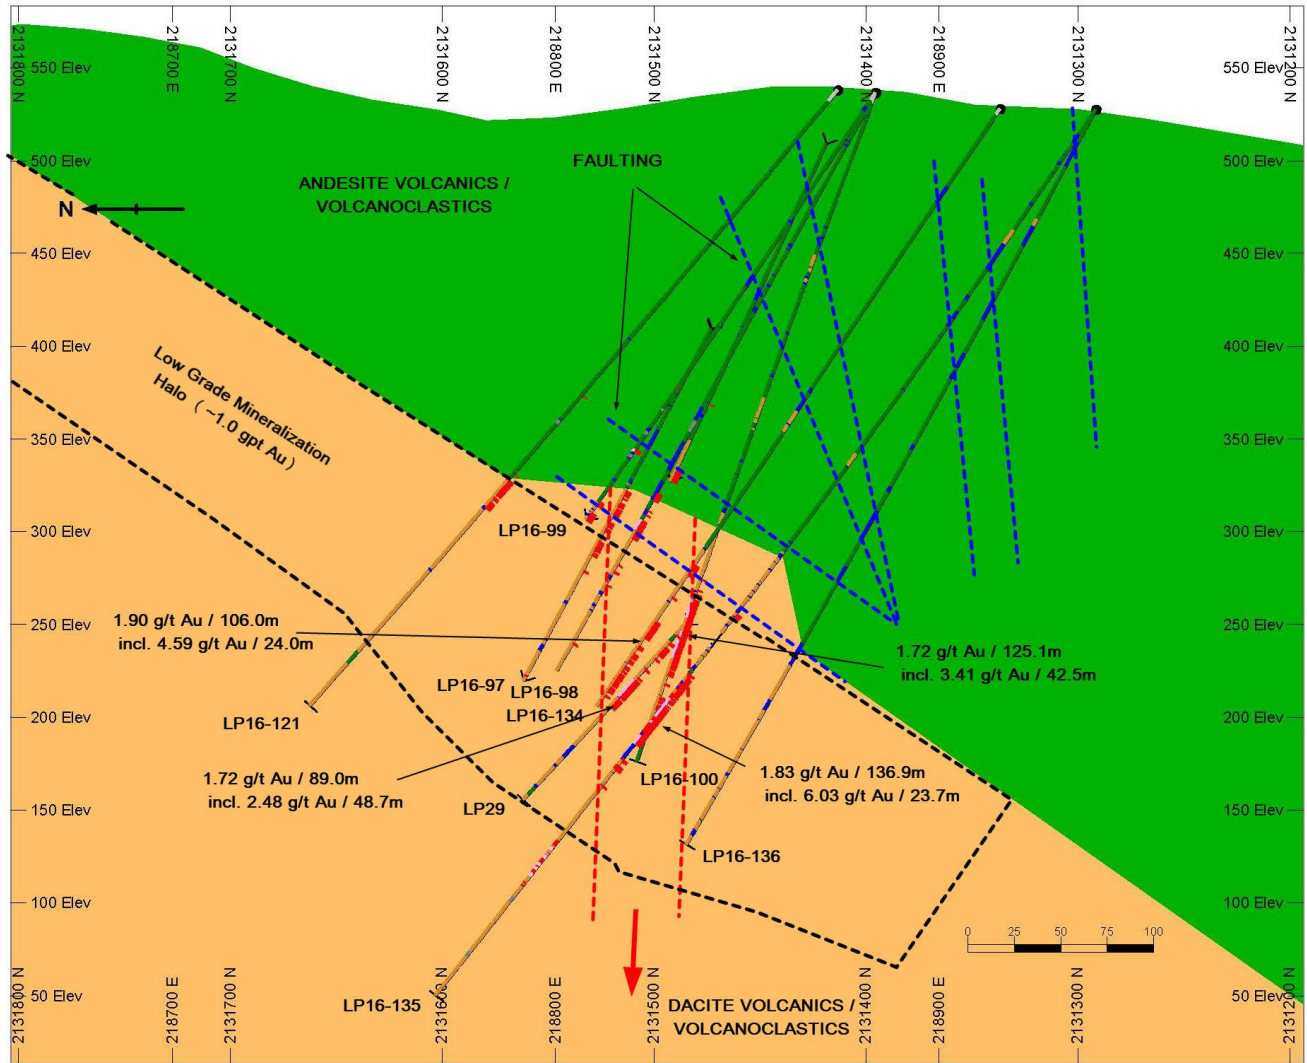 2131800 N
218700 E
2131700 N
2131600 N
218800 E
2131500 N
2131400 N
218900 E
2131300 N
2131200 N
550 Elev
550 Elev
500 Elev
500 Elev
FAULTING
ANDESITE VOLCANICS /
VOLCANOCLASTICS
N
450 Elev
450 Elev
400 Elev
400 Elev
Low Grade Mineralization
Halo ( ~1.0 gpt Au )
350 Elev
350 Elev
300 Elev
300 Elev
LP16-99
250 Elev
250 Elev
1.90 g/t Au / 106.0m
incl. 4.59 g/t Au / 24.0m
1.72 g/t Au / 125.1m
incl. 3.41 g/t Au / 42.5m
LP16-97
LP16-98
LP16-134
LP16-121
200 Elev
200 Elev
1.72 g/t Au / 89.0m
incl. 2.48 g/t Au / 48.7m
LP16-100
1.83 g/t Au / 136.9m
incl. 6.03 g/t Au / 23.7m
150 Elev
150 Elev
LP29
LP16-136
100 Elev
100 Elev
0 25 50 75 100
50 Elev
50 Elev
LP16-135
DACITE VOLCANICS /
VOLCANOCLASTICS
2131800 N
218700 E
2131700 N
2131600 N
218800 E
2131500 N
2131400 N
218900 E
2131300 N
2131200 N